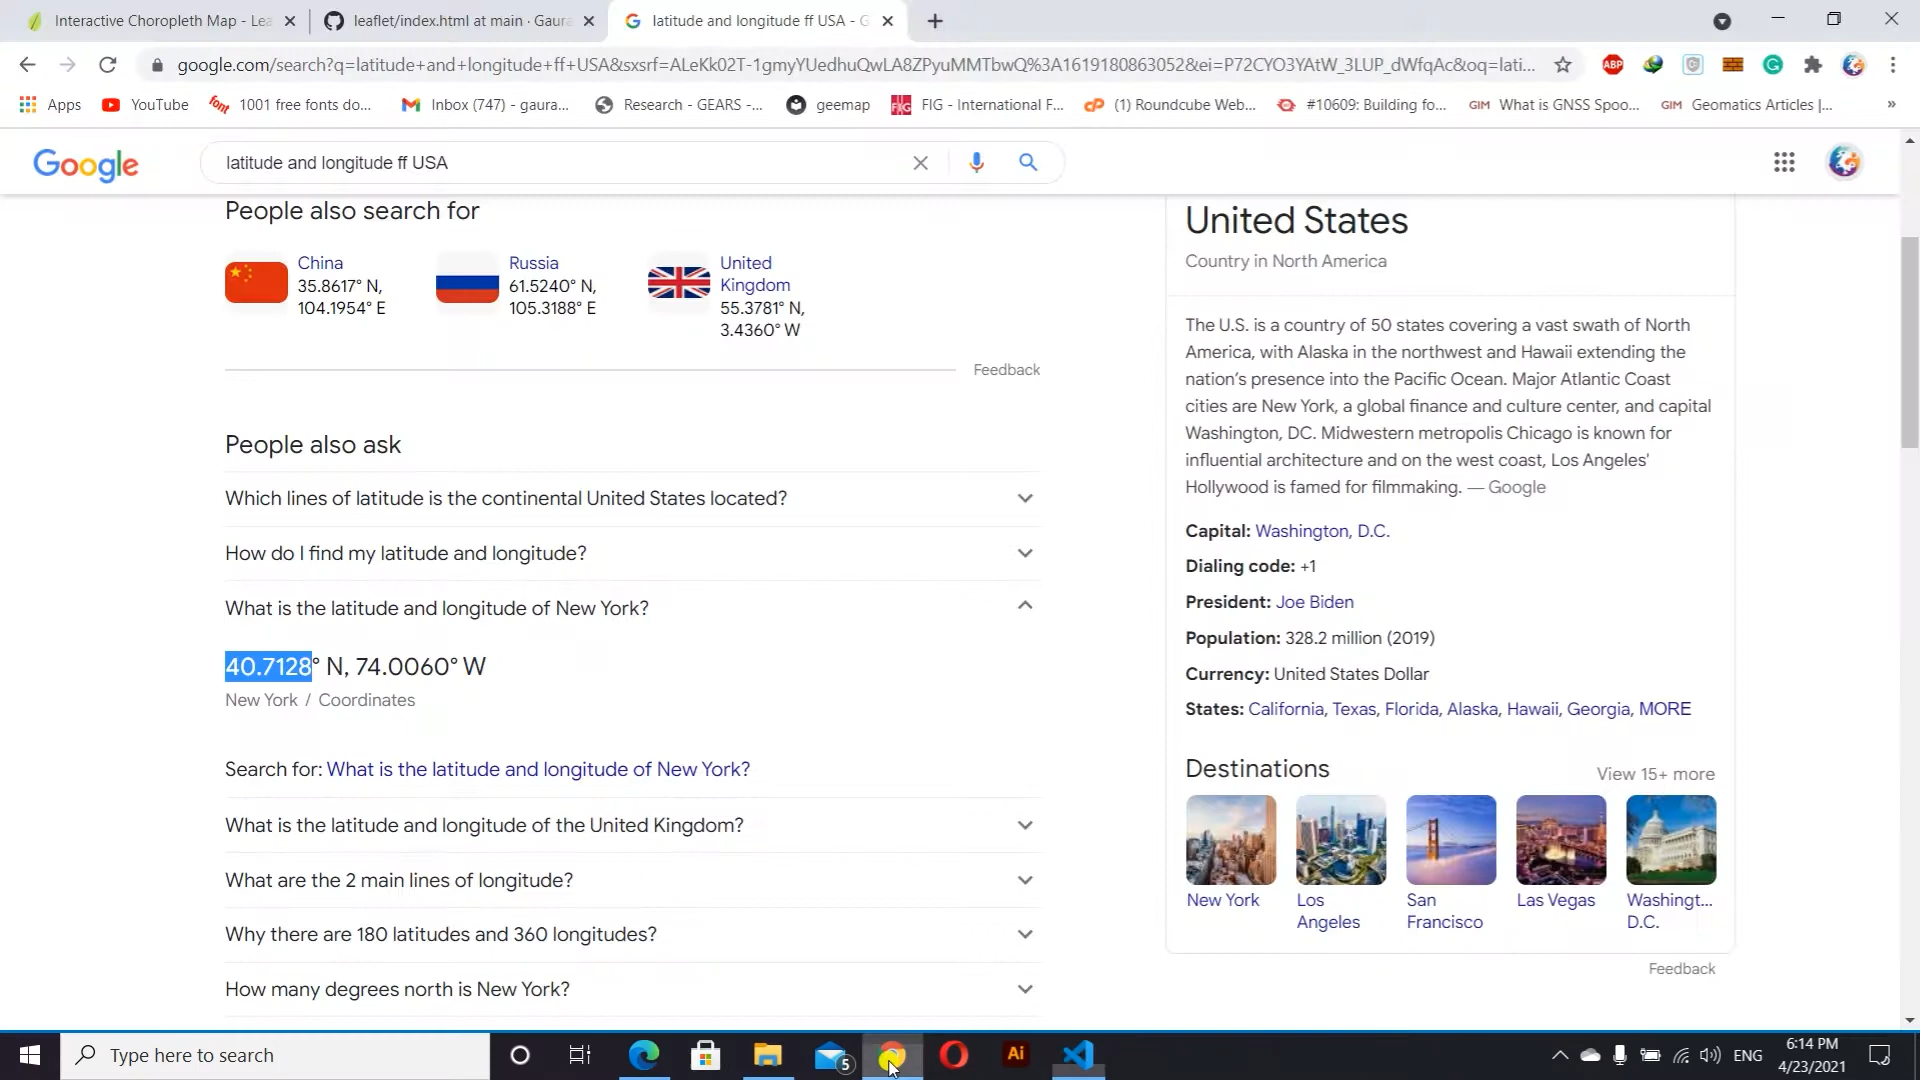 Interactive Choropleth Map - Lea
leaflet/index.html at main · Gaura
latitude and longitude ff USA - G
google.com/search?q=latitude+and+longitude+ff+USA&sxsrf=ALeKk02T-1gmyYUedhuQwLA8ZPyuMMTbwQ%3A1619180863052&ei=P72CYO3YAtW_3LUP_dWfqAc&oq=lati...
ABP
Apps
YouTube
1001 free fonts do...
Inbox (747) - gaura...
Research - GEARS -...
geemap
FIG - International F...
(1) Roundcube Web...
#10609: Building fo...
GIM What is GNSS Spoo...
GIM Geomatics Articles |...
Google
latitude and longitude ff USA
People also search for
China
35.8617° N,
104.1954° E
Russia
61.5240° N,
105.3188° E
United
Kingdom
55.3781° N,
3.4360° W
Feedback
People also ask
Which lines of latitude is the continental United States located?
How do I find my latitude and longitude?
What is the latitude and longitude of New York?
40.7128° N, 74.0060° W
New York / Coordinates
Search for: What is the latitude and longitude of New York?
What is the latitude and longitude of the United Kingdom?
What are the 2 main lines of longitude?
Why there are 180 latitudes and 360 longitudes?
How many degrees north is New York?
United States
Country in North America
The U.S. is a country of 50 states covering a vast swath of North
America, with Alaska in the northwest and Hawaii extending the
nation's presence into the Pacific Ocean. Major Atlantic Coast
cities are New York, a global finance and culture center, and capital
Washington, DC. Midwestern metropolis Chicago is known for
influential architecture and on the west coast, Los Angeles'
Hollywood is famed for filmmaking. — Google
Capital: Washington, D.C.
Dialing code: +1
President: Joe Biden
Population: 328.2 million (2019)
Currency: United States Dollar
States: California, Texas, Florida, Alaska, Hawaii, Georgia, MORE
Destinations
View 15+ more
New York
Los
Angeles
San
Francisco
Las Vegas
Washingt...
D.C.
Feedback
Type here to search
5
Ai
ENG
6:14 PM
4/23/2021